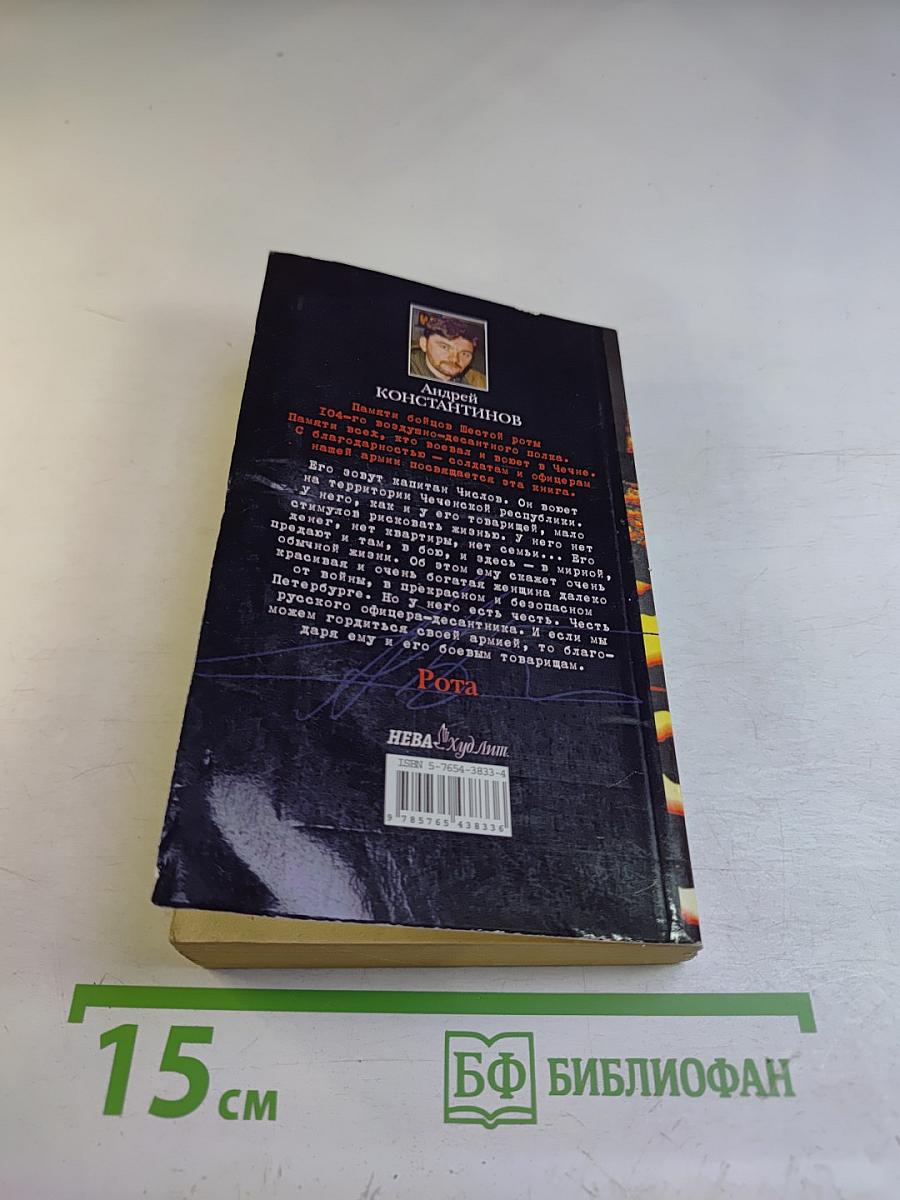 Андрей
КОНСТАНТИНОВ
Памяти бойцов Шестой роты
104-го воздушно-десантного полка.
Памяти всех, кто воевал и воюет в Чечне.
С благодарностью — солдатам и офицерам
нашей армии посвящается эта книга.
Его зовут капитан Числов. Он воюет
на территории Чеченской республики.
У него, как и у его товарищей, мало
стимулов рисковать жизнью. У него нет
денег, нет квартиры, нет семьи... Его
предают и там, в бою, и здесь — в мирной,
обычной жизни. Об этом ему скажет очень
красивая и очень богатая женщина далеко
от войны, в прекрасном и безопасном
Петербурге. Но у него есть честь. Честь
русского офицера-десантника. И если мы
можем гордиться своей армией, то благо-
даря ему и его боевым товарищам.
Рота
НЕВА ХудЛит
ISBN 5-7654-3833-4
9 785765 438336
15 см
БФ БИБЛИОФАН